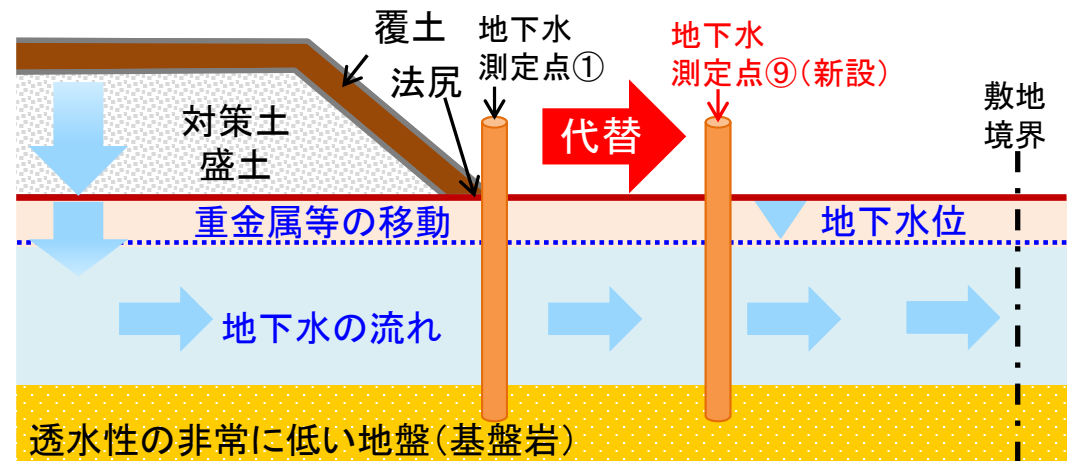 覆土
地下水
測定点①
法尻
地下水
測定点⑨(新設)
敷地
境界
代替
対策土
盛土
重金属等の移動
地下水位
地下水の流れ
透水性の非常に低い地盤(基盤岩)